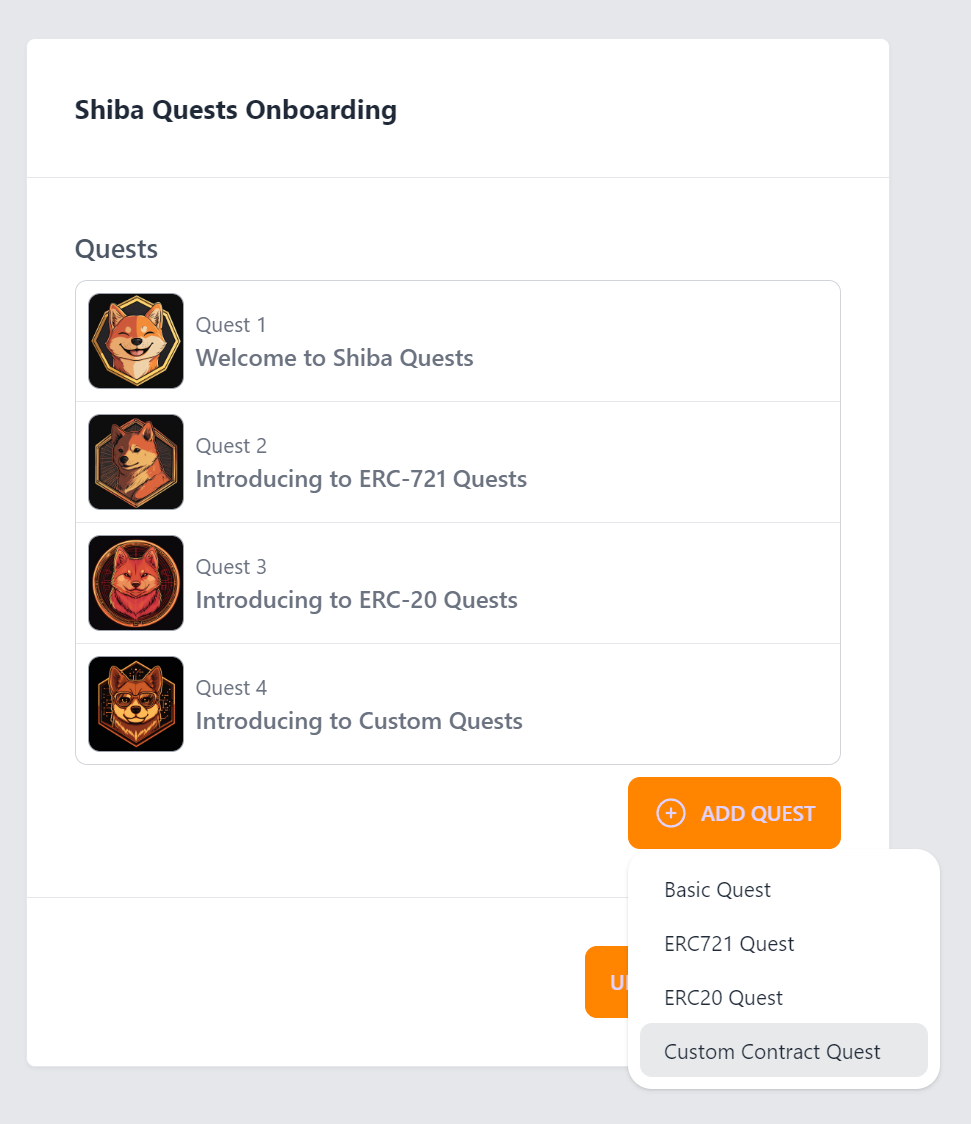 Shiba Quests Onboarding
Quests
Quest 1
Welcome to Shiba Quests
Quest 2
Introducing to ERC-721 Quests
Quest 3
Introducing to ERC-20 Quests
Quest 4
Introducing to Custom Quests
ADD QUEST
Basic Quest
ERC721 Quest
ERC20 Quest
Custom Contract Quest